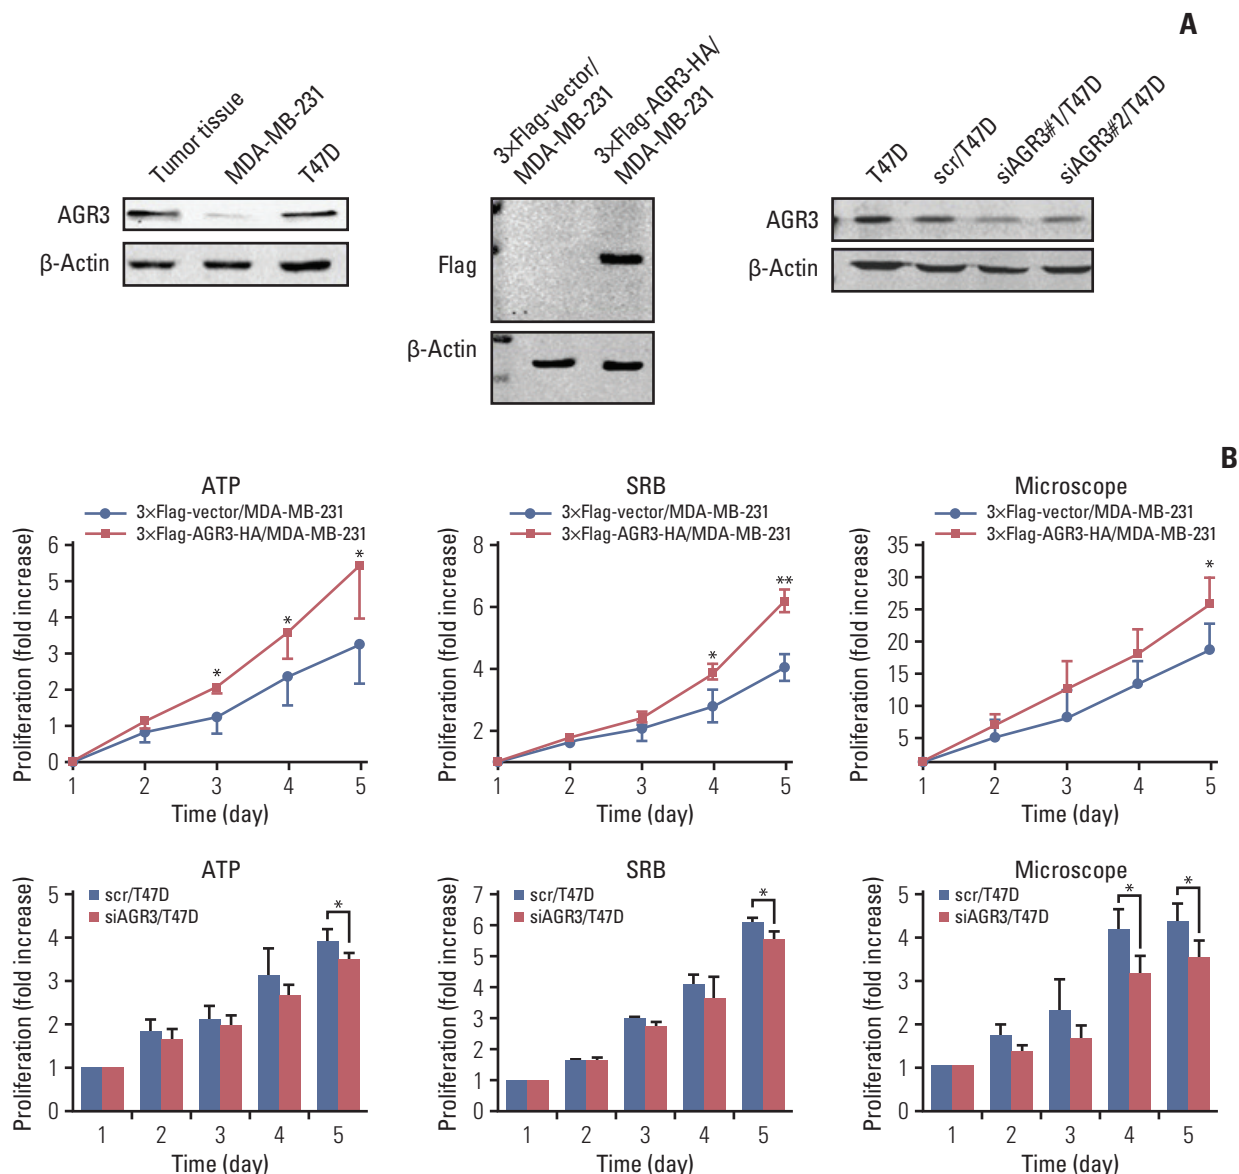 A
Tumor tissue
MDA-MB-231
T47D
AGR3
β-Actin
3×Flag-vector/
MDA-MB-231
3×Flag-AGR3-HA/
MDA-MB-231
Flag
β-Actin
T47D
scr/T47D
siAGR3#1/T47D
siAGR3#2/T47D
AGR3
β-Actin
B
ATP
3×Flag-vector/MDA-MB-231
3×Flag-AGR3-HA/MDA-MB-231
Proliferation (fold increase)
6
5
4
3
2
1
0
* * *
1 2 3 4 5
Time (day)
SRB
3×Flag-vector/MDA-MB-231
3×Flag-AGR3-HA/MDA-MB-231
Proliferation (fold increase)
8
6
4
2
* **
1 2 3 4 5
Time (day)
Microscope
3×Flag-vector/MDA-MB-231
3×Flag-AGR3-HA/MDA-MB-231
Proliferation (fold increase)
35
30
25
20
15
10
5
*
1 2 3 4 5
Time (day)
ATP
scr/T47D
siAGR3/T47D
Proliferation (fold increase)
5
4
3
2
1
0
*
1 2 3 4 5
Time (day)
SRB
scr/T47D
siAGR3/T47D
Proliferation (fold increase)
7
6
5
4
3
2
1
0
*
1 2 3 4 5
Time (day)
Microscope
scr/T47D
siAGR3/T47D
Proliferation (fold increase)
5
4
3
2
1
0
* *
1 2 3 4 5
Time (day)